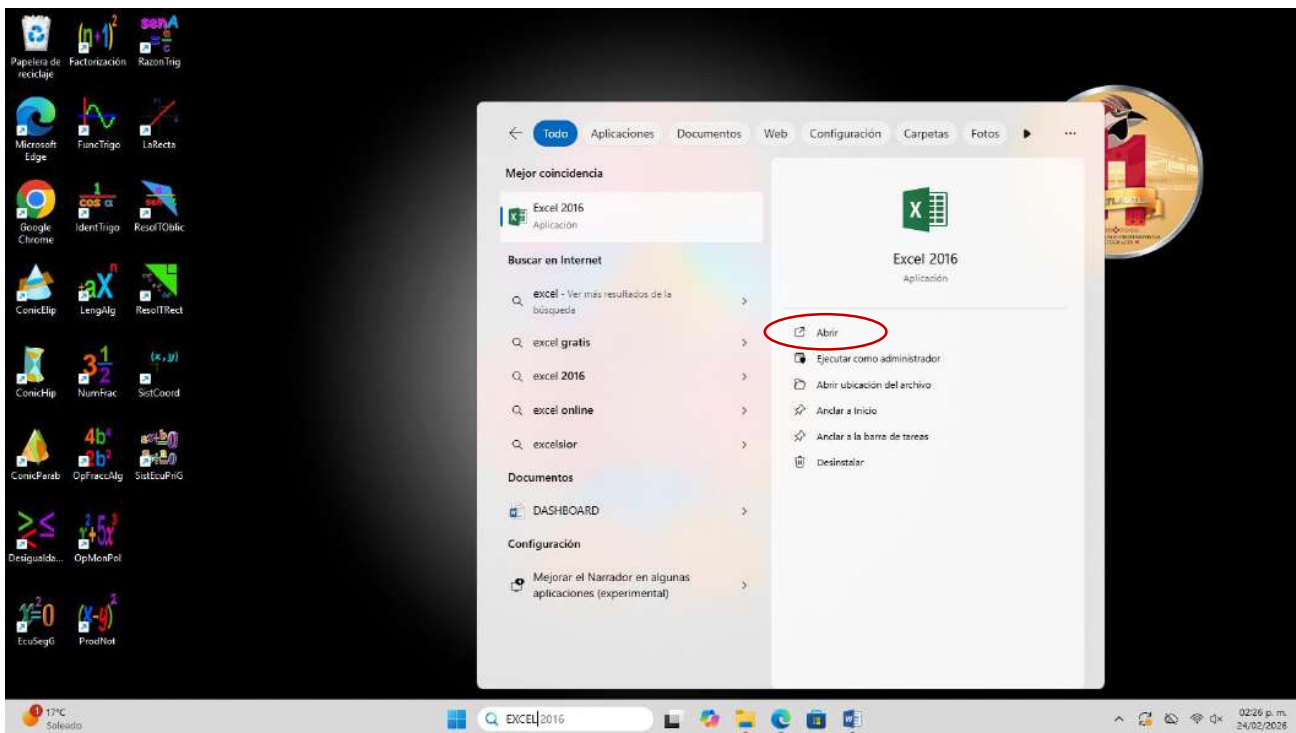 Papelera de
reciclaje
Factorización
RazonTrig
Microsoft
Edge
FuncTrigo
LaRecta
Google
Chrome
IdentTrigo
ResolTOblic
ConicElip
LengAlg
ResolTRect
ConicHip
NumFrac
SistCoord
ConicParab
OpFraccAlg
SistEcuPriG
Desigualda...
OpMonPol
EcuSegG
ProdNot
Todo Aplicaciones Documentos Web Configuración Carpetas Fotos
Mejor coincidencia
Excel 2016
Aplicación
Buscar en Internet
excel - Ver más resultados de la
búsqueda
excel gratis
excel 2016
excel online
excelsior
Documentos
DASHBOARD
Configuración
Mejorar el Narrador en algunas
aplicaciones (experimental)
Excel 2016
Aplicación
Abrir
Ejecutar como administrador
Abrir ubicación del archivo
Anclar a Inicio
Anclar a la barra de tareas
Desinstalar
1
17°C
Soleado
EXCEL 2016
02:26 p. m.
24/02/2026